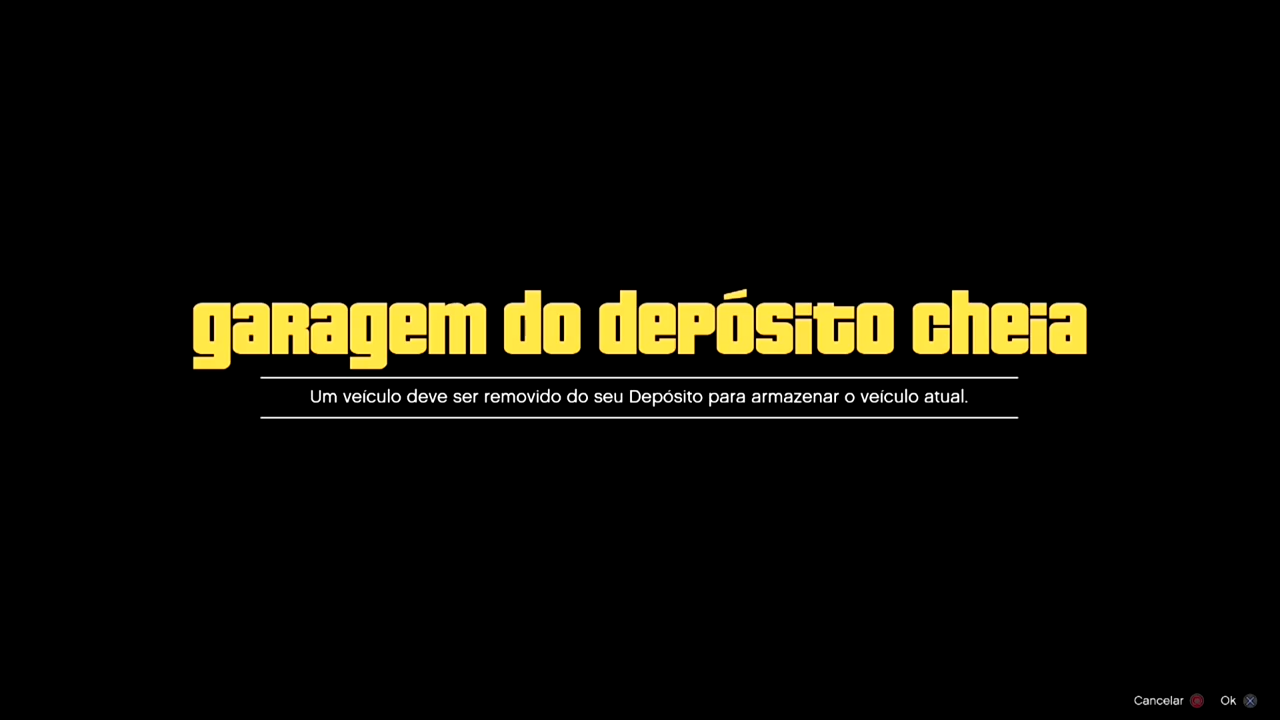 garagem do depósito cheia
Um veículo deve ser removido do seu Depósito para armazenar o veículo atual.
Cancelar Ok